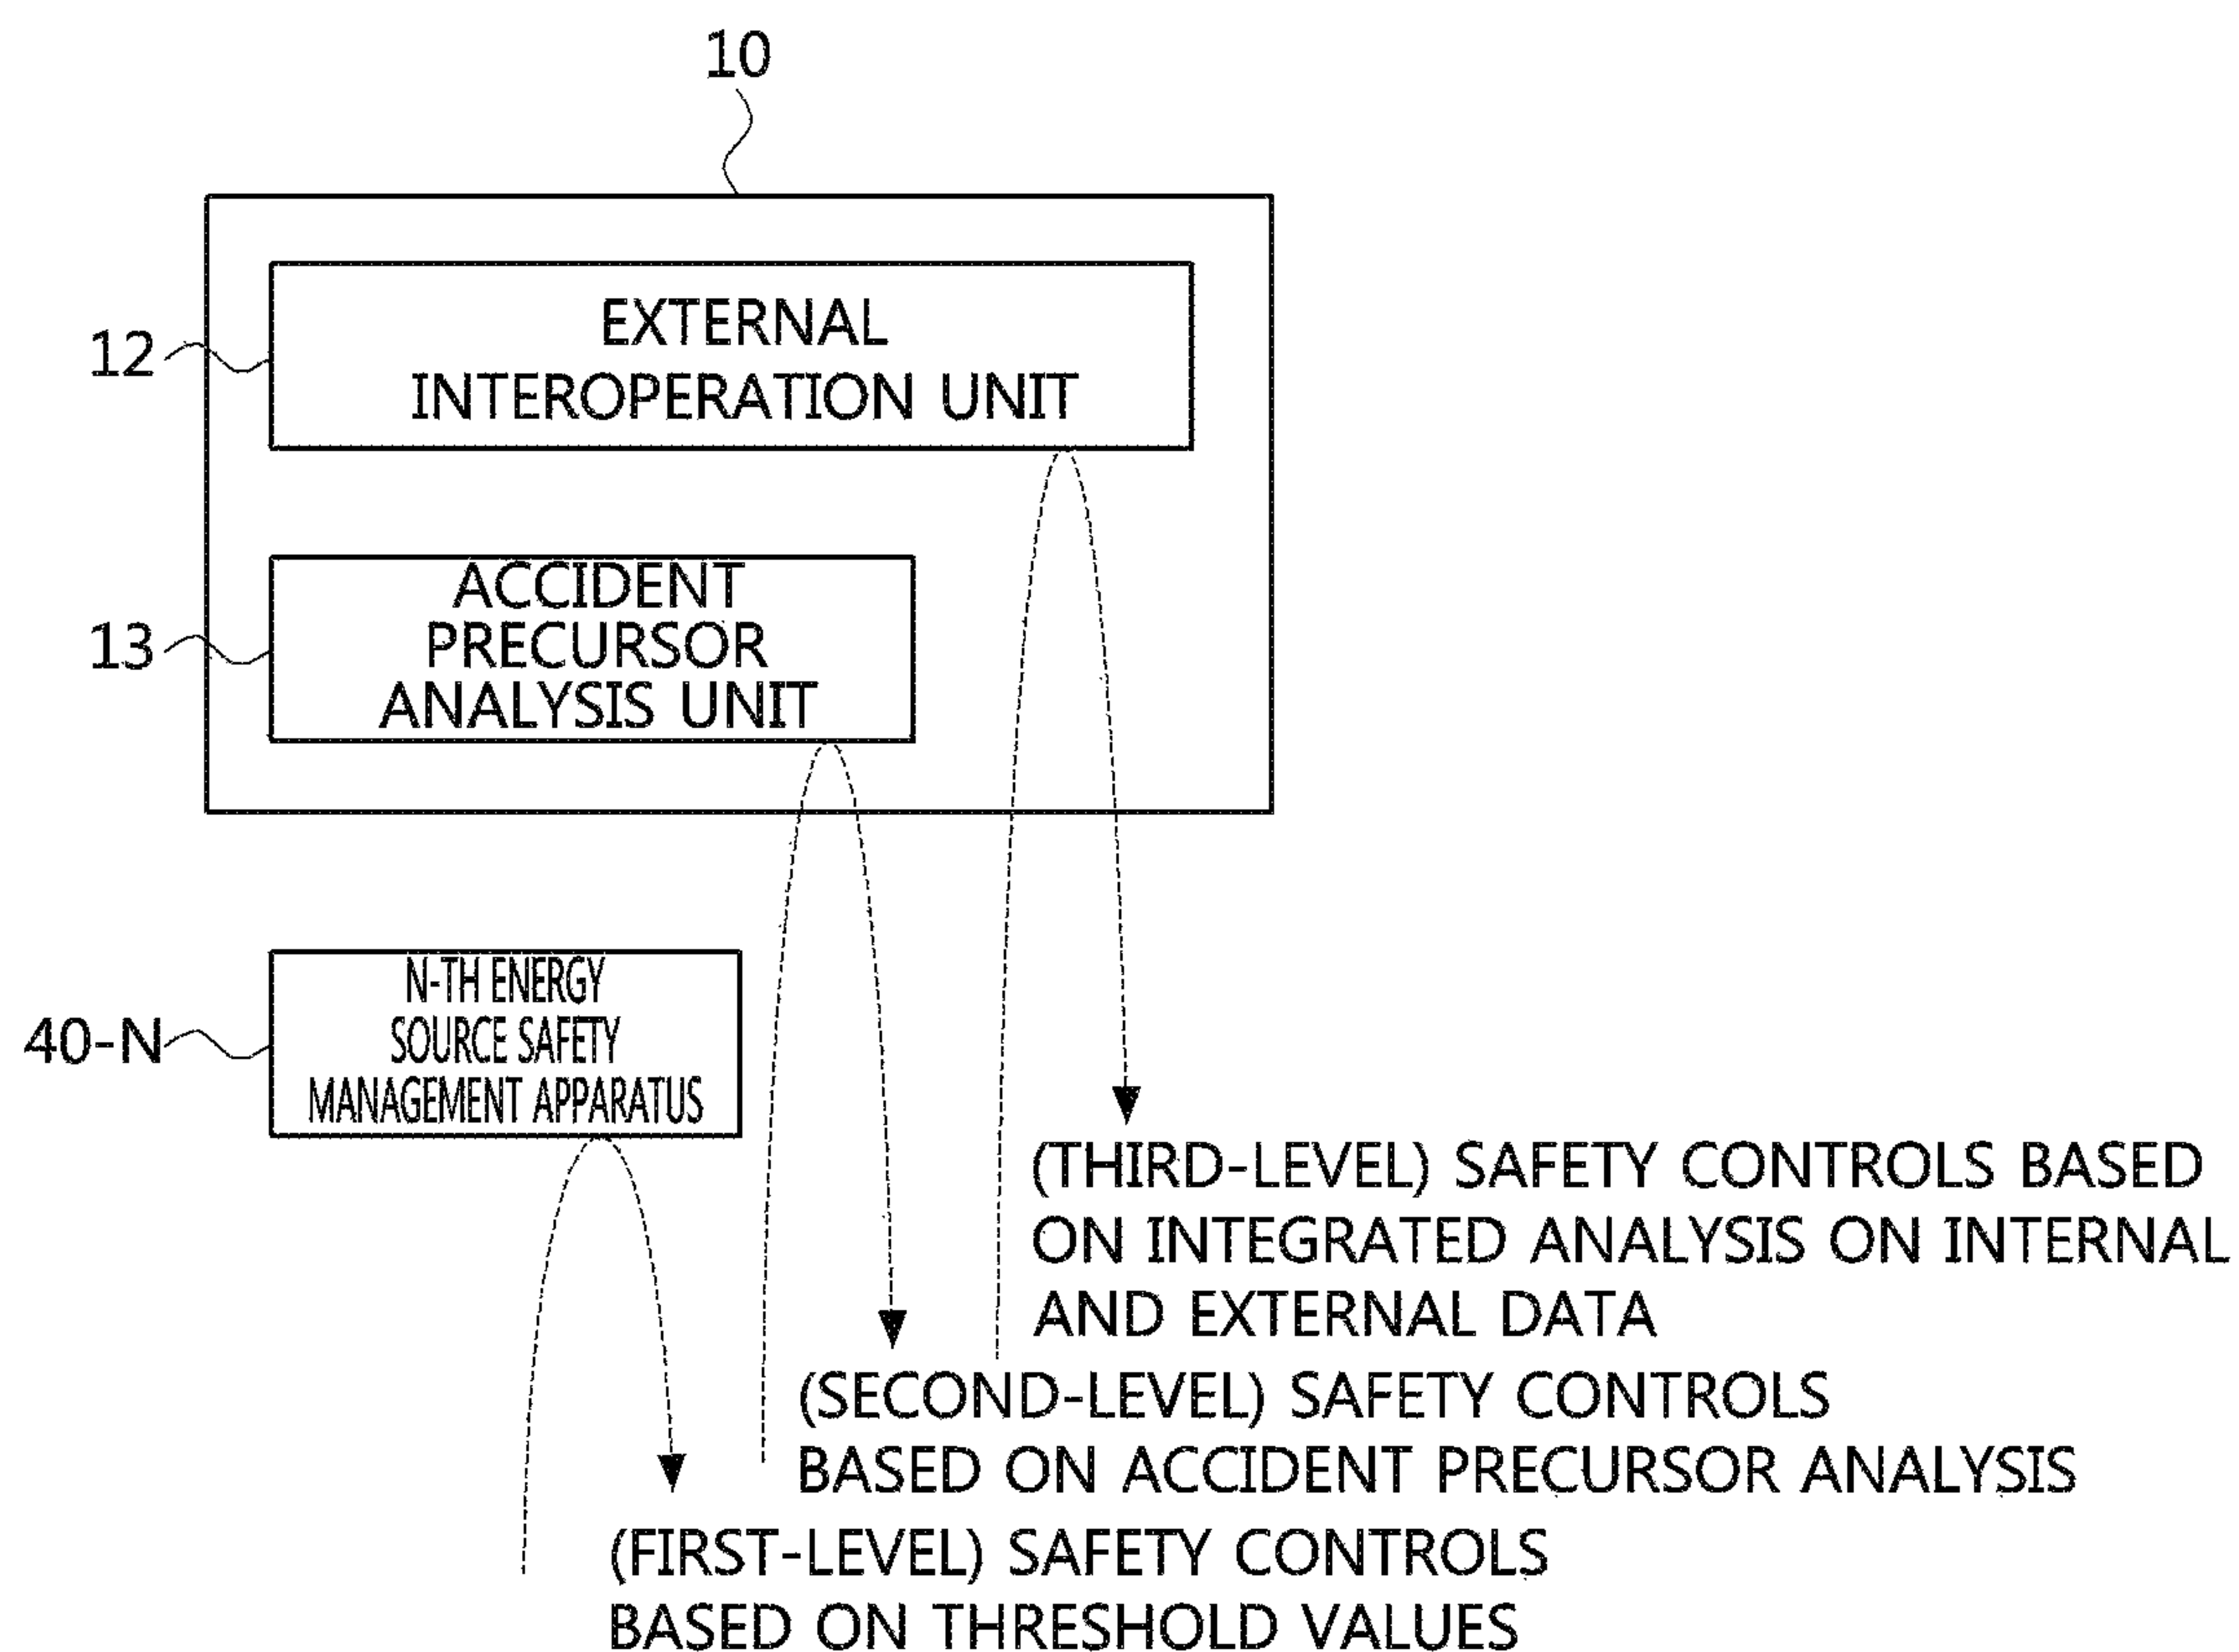 10
12
EXTERNAL
INTEROPERATION UNIT
13
ACCIDENT
PRECURSOR
ANALYSIS UNIT
40-N
N-TH ENERGY
SOURCE SAFETY
MANAGEMENT APPARATUS
(THIRD-LEVEL) SAFETY CONTROLS BASED
ON INTEGRATED ANALYSIS ON INTERNAL
AND EXTERNAL DATA
(SECOND-LEVEL) SAFETY CONTROLS
BASED ON ACCIDENT PRECURSOR ANALYSIS
(FIRST-LEVEL) SAFETY CONTROLS
BASED ON THRESHOLD VALUES